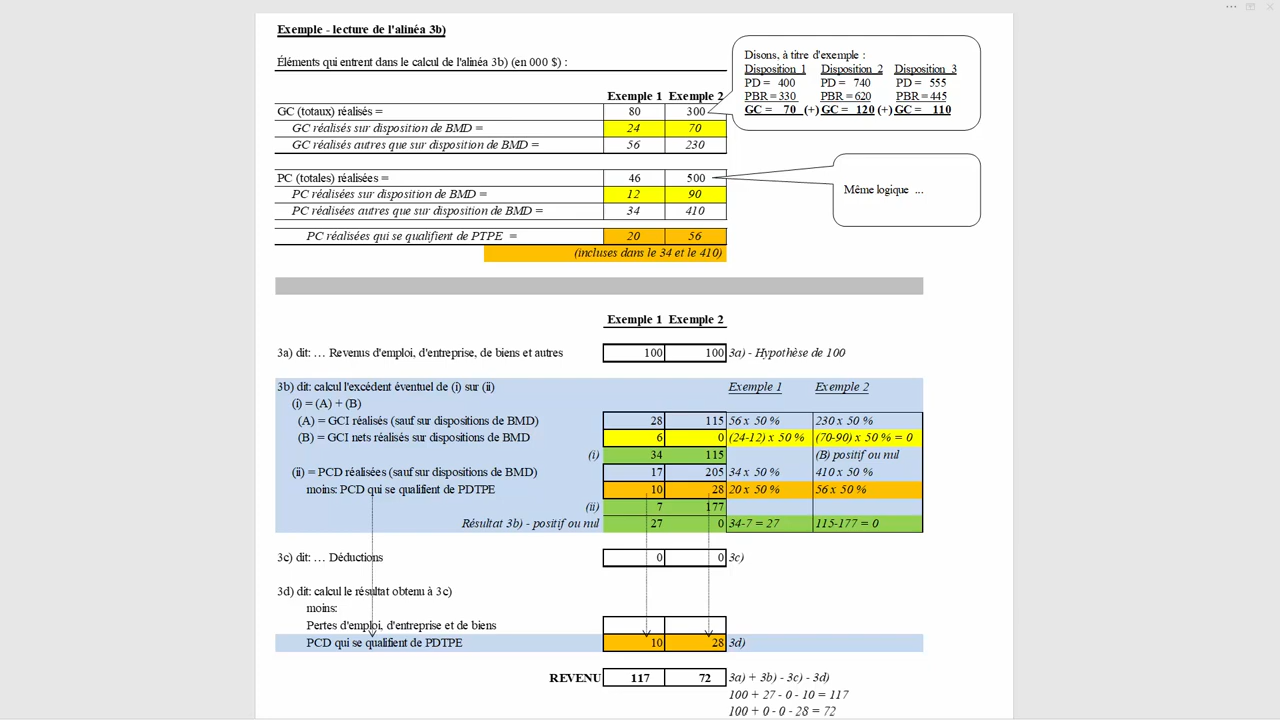 Exemple - lecture de l'alinéa 3b)
Éléments qui entrent dans le calcul de l'alinéa 3b) (en 000 $) :
Disons, à titre d'exemple :
Disposition 1 Disposition 2 Disposition 3
PD = 400 PD = 740 PD = 555
PBR = 330 PBR = 620 PBR = 445
GC = 70 (+) GC = 120 (+) GC = 110
Exemple 1 Exemple 2
GC (totaux) réalisés = 80 300
GC réalisés sur disposition de BMD = 24 70
GC réalisés autres que sur disposition de BMD = 56 230
PC (totales) réalisées = 46 500
PC réalisées sur disposition de BMD = 12 90
Même logique ...
PC réalisées autres que sur disposition de BMD = 34 410
PC réalisées qui se qualifient de PTPE = 20 56
(incluses dans le 34 et le 410)
Exemple 1 Exemple 2
3a) dit: … Revenus d'emploi, d'entreprise, de biens et autres 100 100 3a) - Hypothèse de 100
3b) dit: calcul l'excédent éventuel de (i) sur (ii) Exemple 1 Exemple 2
(i) = (A) + (B)
(A) = GCI réalisés (sauf sur dispositions de BMD) 28 115 56 x 50 % 230 x 50 %
(B) = GCI nets réalisés sur dispositions de BMD 6 0 (24-12) x 50 % (70-90) x 50 % = 0
(i) 34 115 (B) positif ou nul
(ii) = PCD réalisées (sauf sur dispositions de BMD) 17 205 34 x 50 % 410 x 50 %
moins: PCD qui se qualifient de PDTPE 10 28 20 x 50 % 56 x 50 %
(ii) 7 177
Résultat 3b) - positif ou nul 27 0 34-7 = 27 115-177 = 0
3c) dit: … Déductions 0 0 3c)
3d) dit: calcul le résultat obtenu à 3c)
moins:
Pertes d'emploi, d'entreprise et de biens
PCD qui se qualifient de PDTPE 10 28 3d)
REVENU 117 72 3a) + 3b) - 3c) - 3d)
100 + 27 - 0 - 10 = 117
100 + 0 - 0 - 28 = 72